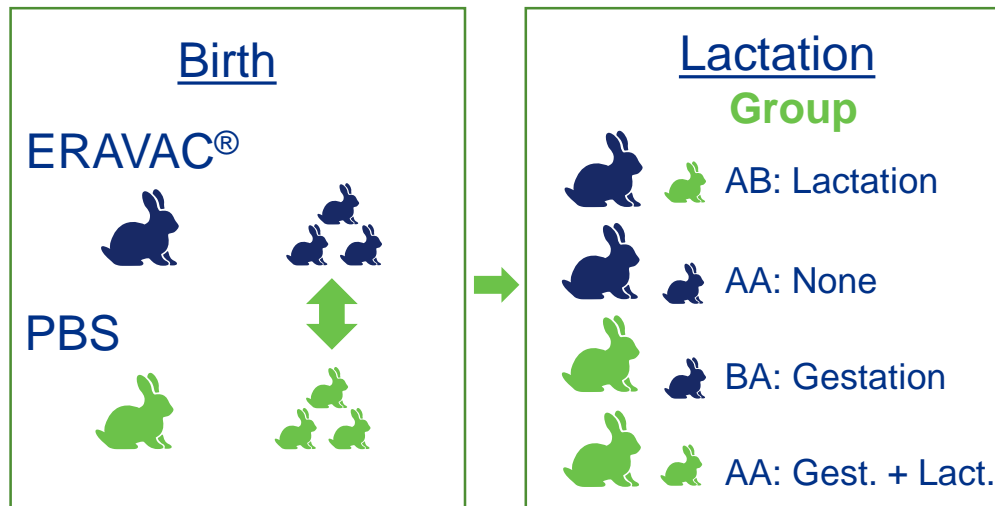 Birth
ERAVAC®
PBS
Lactation
Group
AB: Lactation
AA: None
BA: Gestation
AA: Gest. + Lact.